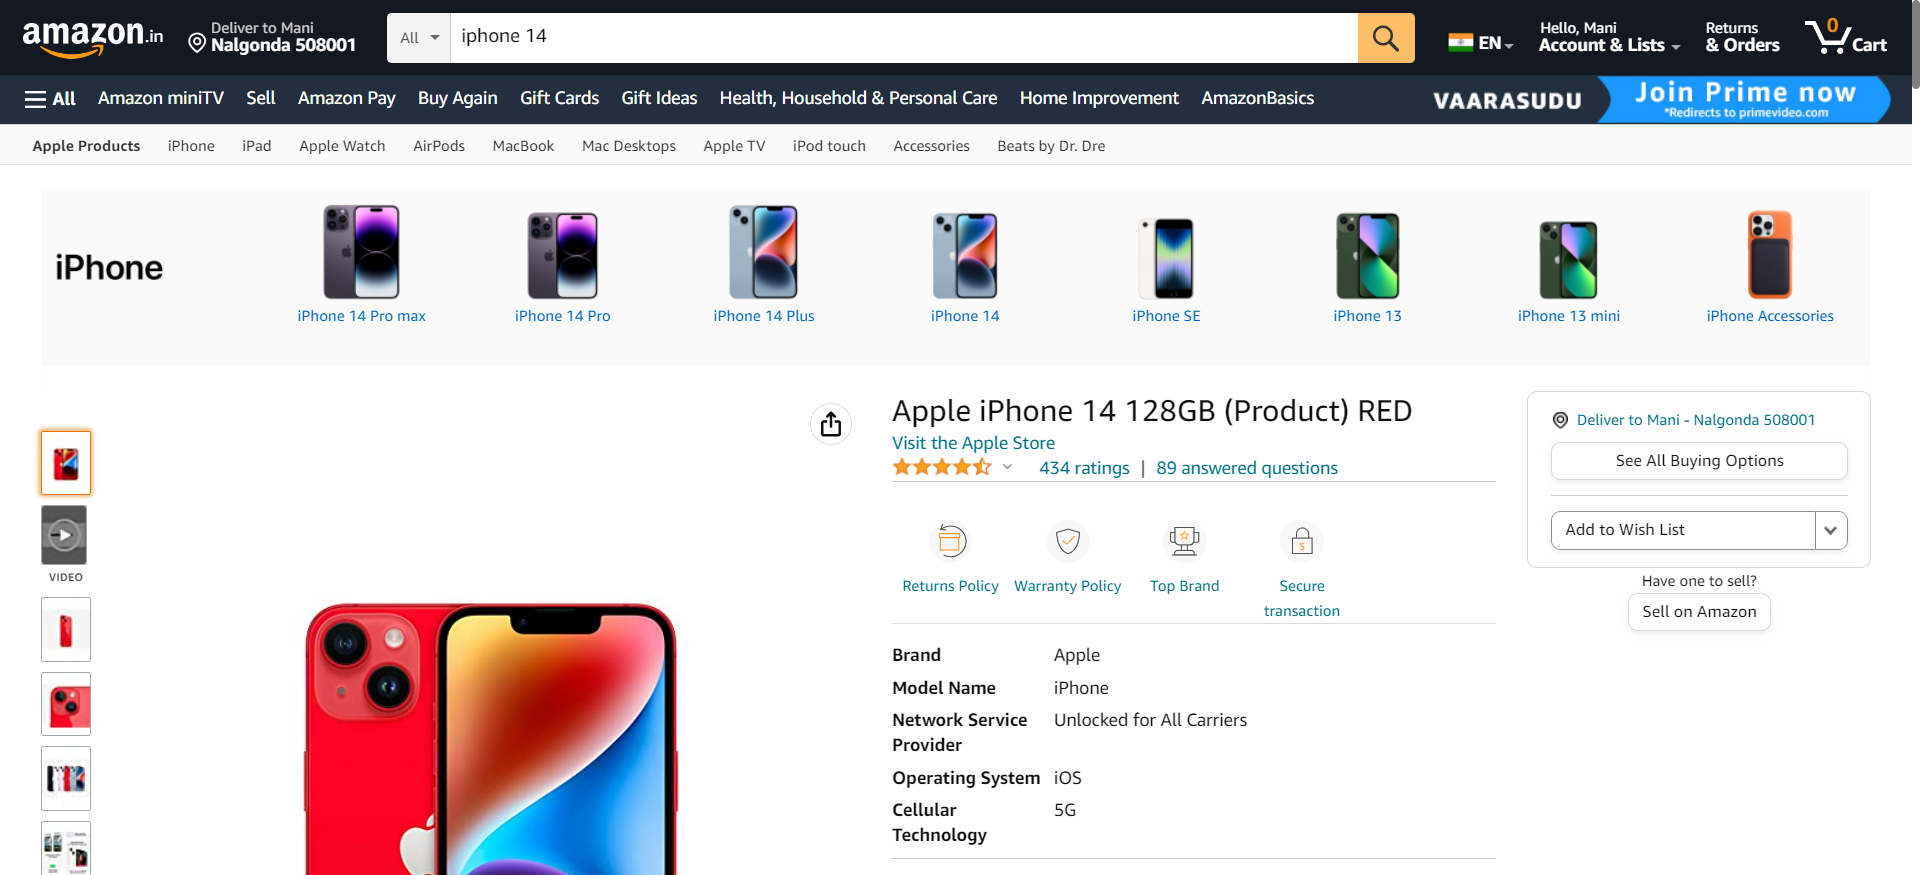 amazon.in
Deliver to Mani
Nalgonda 508001
All
iphone 14
EN
Hello, Mani
Account & Lists
Returns
& Orders
0
Cart
All
Amazon miniTV
Sell
Amazon Pay
Buy Again
Gift Cards
Gift Ideas
Health, Household & Personal Care
Home Improvement
AmazonBasics
VAARASUDU
Join Prime now
*Redirects to primevideo.com
Apple Products
iPhone
iPad
Apple Watch
AirPods
MacBook
Mac Desktops
Apple TV
iPod touch
Accessories
Beats by Dr. Dre
iPhone
iPhone 14 Pro max
iPhone 14 Pro
iPhone 14 Plus
iPhone 14
iPhone SE
iPhone 13
iPhone 13 mini
iPhone Accessories
VIDEO
Apple iPhone 14 128GB (Product) RED
Visit the Apple Store
434 ratings | 89 answered questions
Returns Policy
Warranty Policy
Top Brand
Secure
transaction
Brand Apple
Model Name iPhone
Network Service Unlocked for All Carriers
Provider
Operating System iOS
Cellular 5G
Technology
Deliver to Mani - Nalgonda 508001
See All Buying Options
Add to Wish List
Have one to sell?
Sell on Amazon